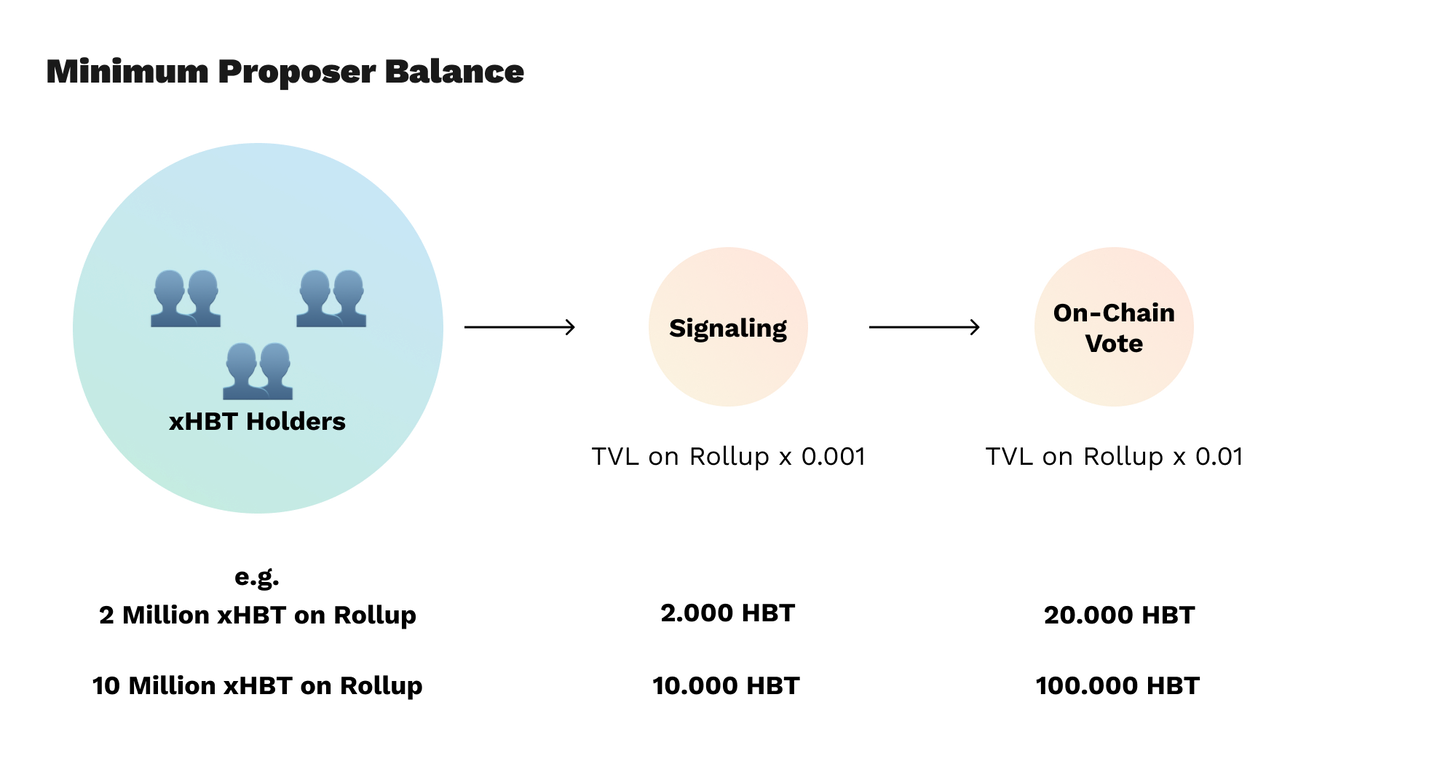 Minimum Proposer Balance
xHBT Holders
Signaling
On-Chain
Vote
TVL on Rollup x 0.001
TVL on Rollup x 0.01
e.g.
2 Million xHBT on Rollup
2.000 HBT
20.000 HBT
10 Million xHBT on Rollup
10.000 HBT
100.000 HBT